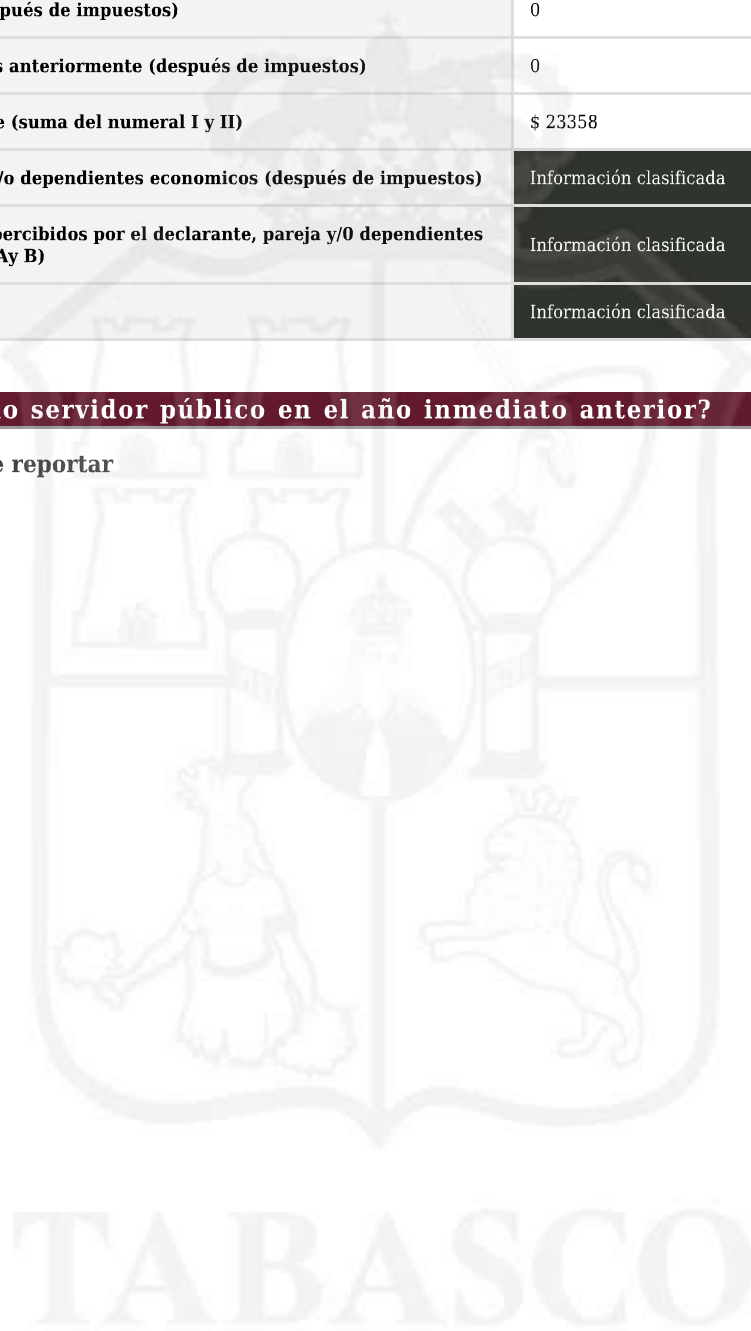 pués de impuestos) 0
s anteriormente (después de impuestos) 0
e (suma del numeral I y II) $ 23358
/o dependientes economicos (después de impuestos) Información clasificada
percibidos por el declarante, pareja y/0 dependientes Información clasificada
Ay B)
Información clasificada
o servidor público en el año inmediato anterior?
e reportar
TABASCO